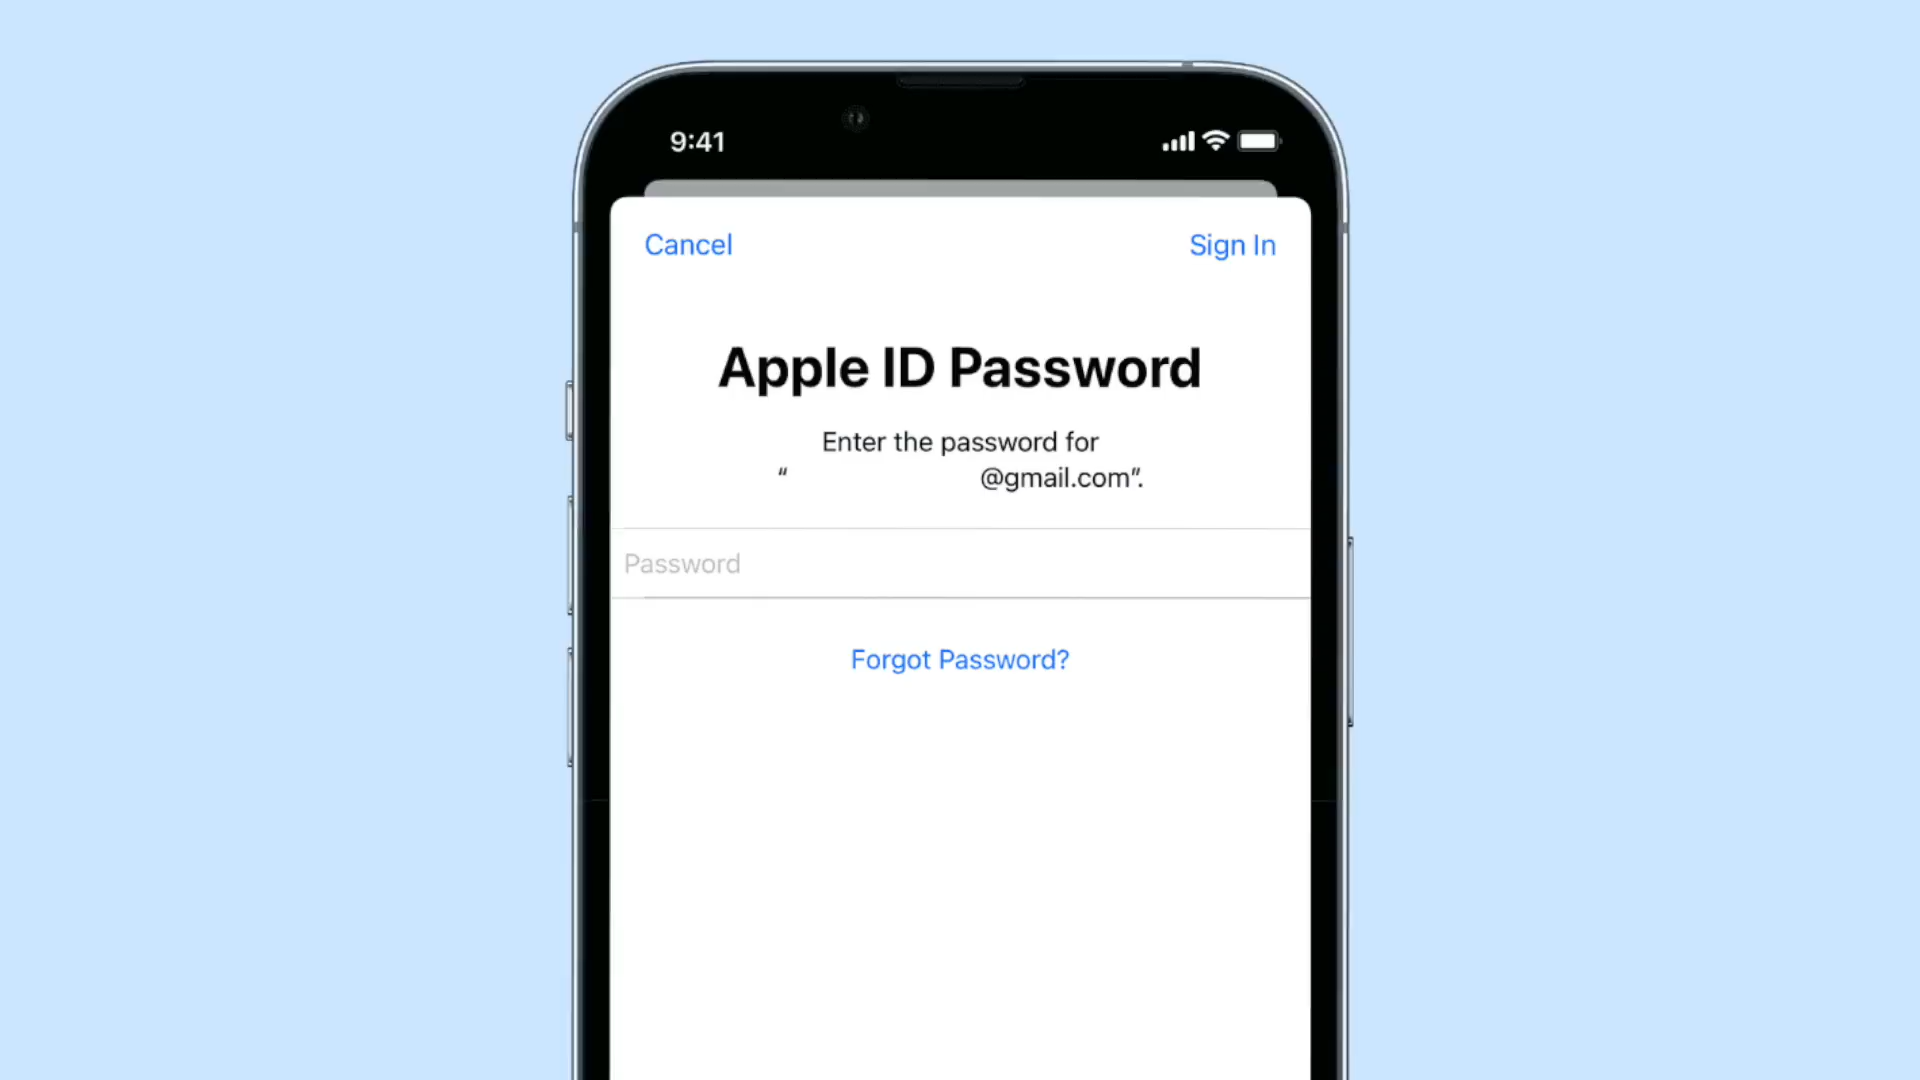 9:41
Cancel
Sign In
Apple ID Password
Enter the password for
“ @gmail.com”.
Password
Forgot Password?